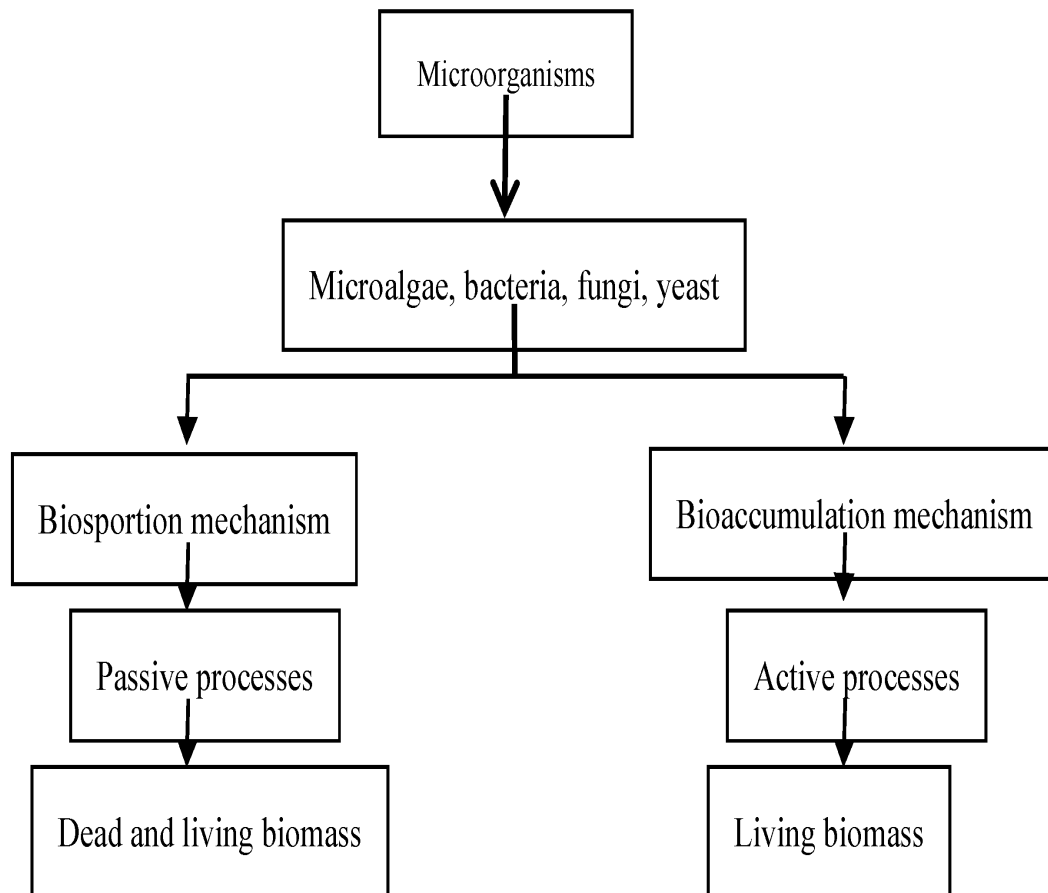 Microorganisms
Microalgae, bacteria, fungi, yeast
Biosportion mechanism
Bioaccumulation mechanism
Passive processes
Active processes
Dead and living biomass
Living biomass